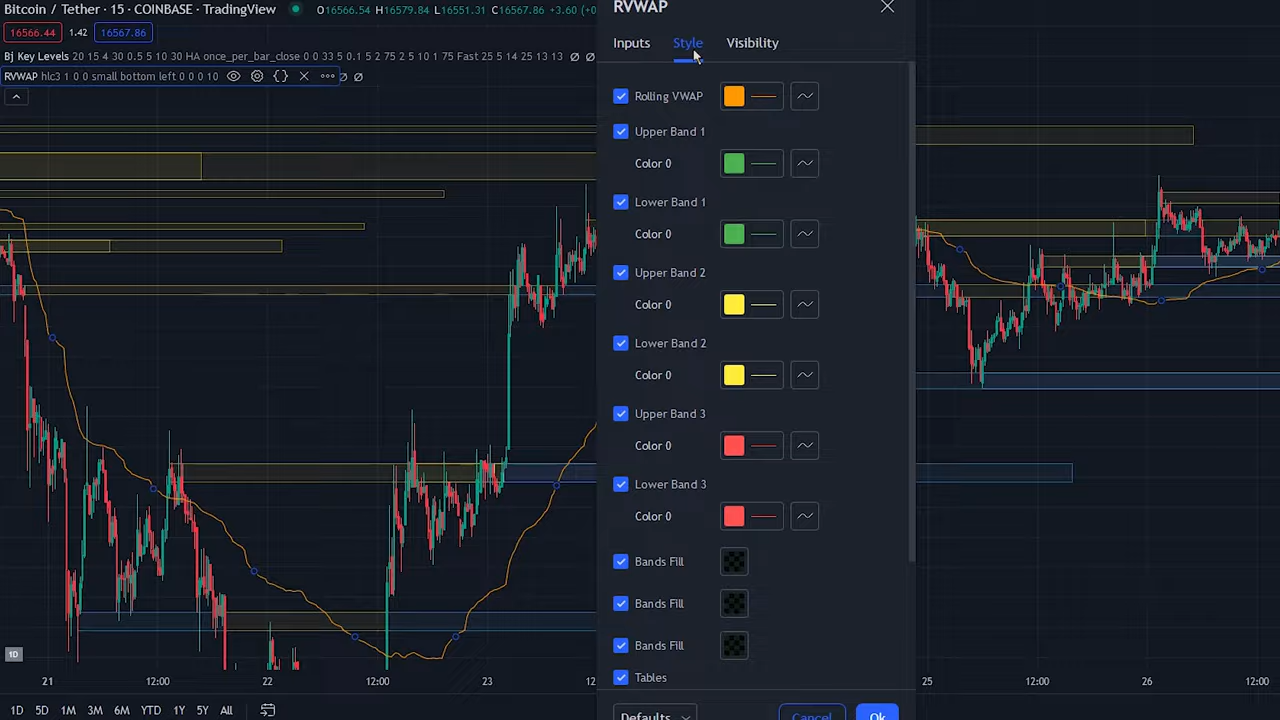 Bitcoin / Tether · 15 · COINBASE · TradingView
O16566.54 H16579.84 L16551.31 C16567.86 +3.60 (+0
16566.44 1.42 16567.86
Bj Key Levels 20 15 4 30 0.5 5 10 30 HA once_per_bar_close 0 0 33 5 0.1 5 2 75 60 10 71 Fast 25 5 14 25 13 13
RVWAP hlc3 1 0 0 small bottom left 0 0 0 10
RVWAP
Inputs Style Visibility
Rolling VWAP
Upper Band 1
Color 0
Lower Band 1
Color 0
Upper Band 2
Color 0
Lower Band 2
Color 0
Upper Band 3
Color 0
Lower Band 3
Color 0
Bands Fill
Bands Fill
Bands Fill
Tables
Defaults Cancel Ok
1D
21 12:00 22 12:00 23 25 12:00 26 12:00
1D 5D 1M 3M 6M YTD 1Y 5Y All